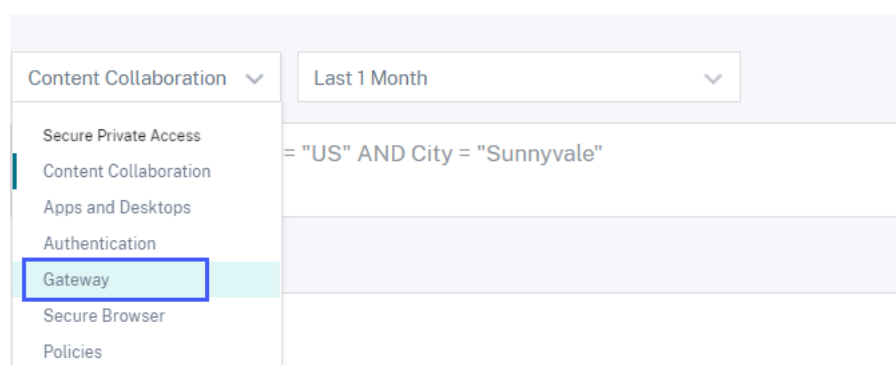 Content Collaboration
Last 1 Month
Secure Private Access
= "US" AND City = "Sunnyvale"
Content Collaboration
Apps and Desktops
Authentication
Gateway
Secure Browser
Policies